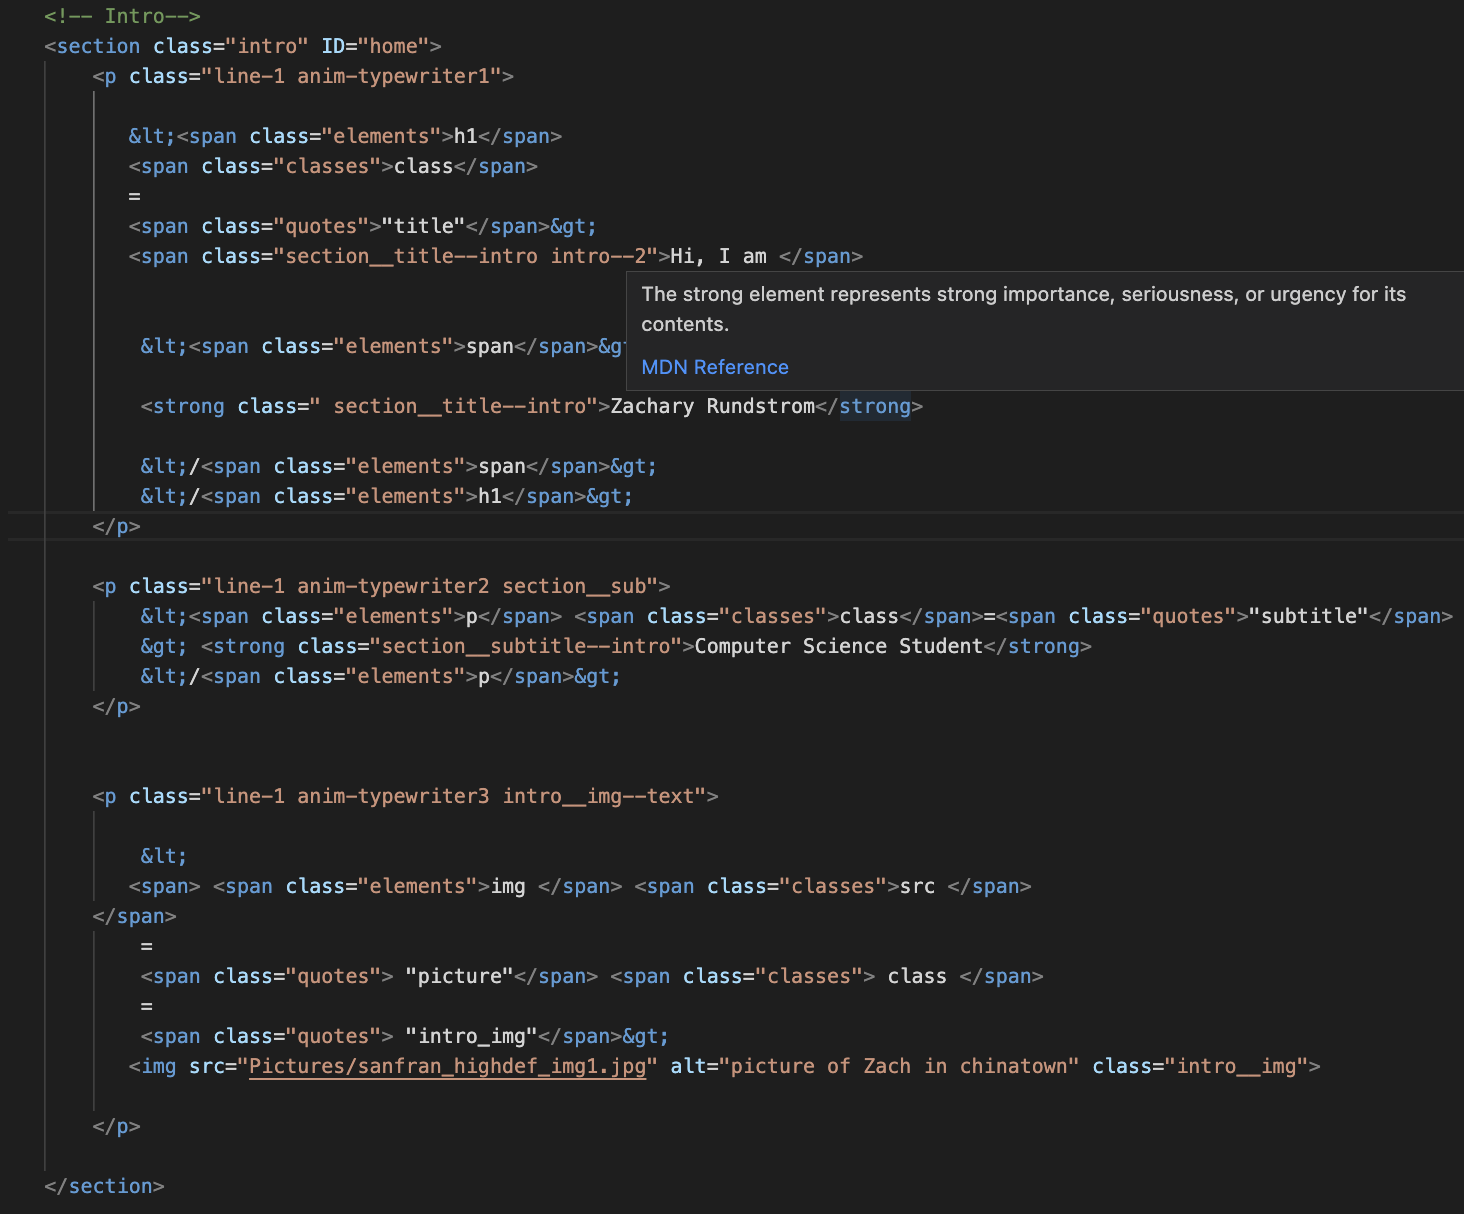 <!-- Intro-->
<section class="intro" ID="home">
<p class="line-1 anim-typewriter1">
&lt;<span class="elements">h1</span>
<span class="classes">class</span>
=
<span class="quotes">"title"</span>&gt;
<span class="section__title--intro intro--2">Hi, I am </span>
The strong element represents strong importance, seriousness, or urgency for its
contents.
&lt;<span class="elements">span</span>&g
MDN Reference
<strong class=" section__title--intro">Zachary Rundstrom</strong>
&lt;/<span class="elements">span</span>&gt;
&lt;/<span class="elements">h1</span>&gt;
</p>
<p class="line-1 anim-typewriter2 section__sub">
&lt;<span class="elements">p</span> <span class="classes">class</span>=<span class="quotes">"subtitle"</span>
&gt; <strong class="section__subtitle--intro">Computer Science Student</strong>
&lt;/<span class="elements">p</span>&gt;
</p>
<p class="line-1 anim-typewriter3 intro__img--text">
&lt;
<span> <span class="elements">img </span> <span class="classes">src </span>
</span>
=
<span class="quotes"> "picture"</span> <span class="classes"> class </span>
=
<span class="quotes"> "intro_img"</span>&gt;
<img src="Pictures/sanfran_highdef_img1.jpg" alt="picture of Zach in chinatown" class="intro__img">
</p>
</section>